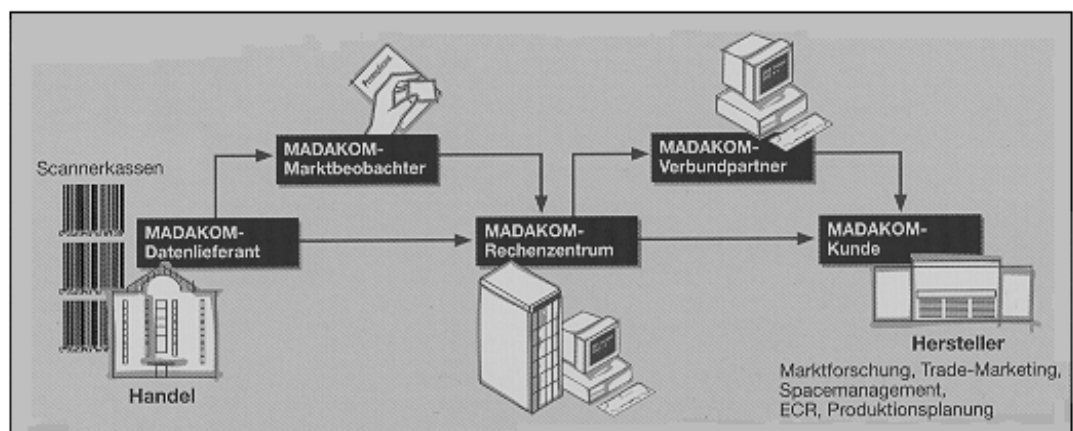 MADAKOM-
Marktbeobachter
MADAKOM-
Verbundpartner
Scannerkassen
MADAKOM-
Datenlieferant
MADAKOM-
Rechenzentrum
MADAKOM-
Kunde
Handel
Hersteller
Marktforschung, Trade-Marketing,
Spacemanagement,
ECR, Produktionsplanung